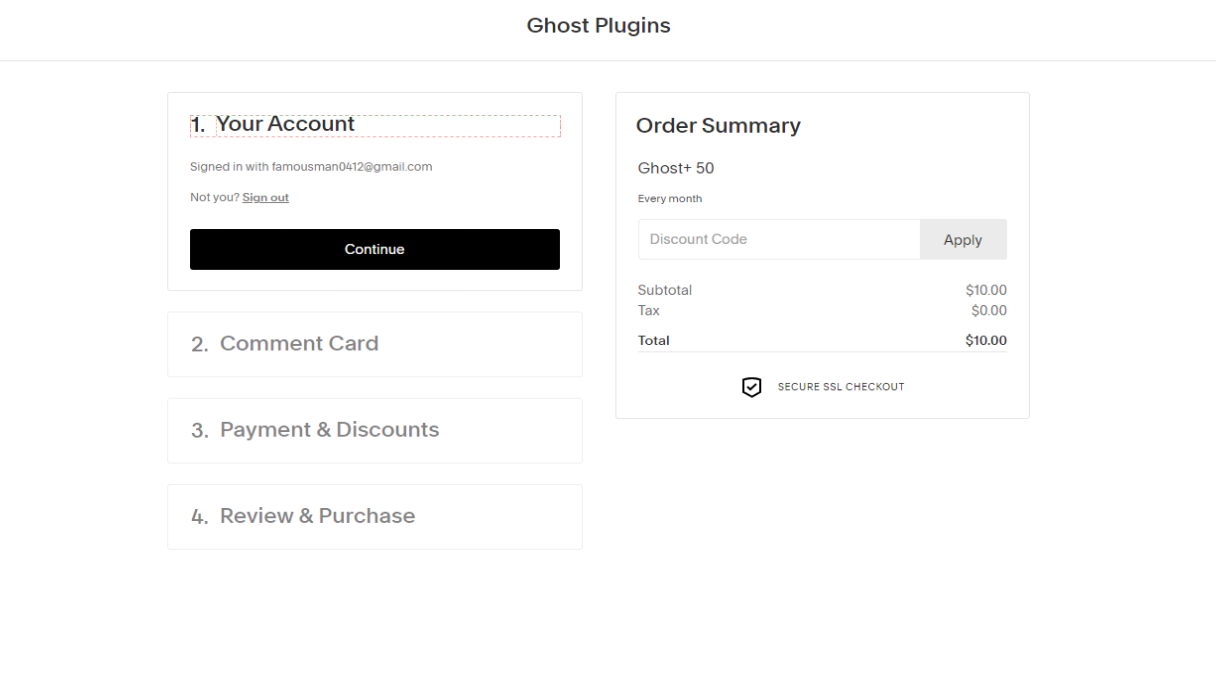 Ghost Plugins
1. Your Account
Signed in with famousman0412@gmail.com
Not you? Sign out
Continue
2. Comment Card
3. Payment & Discounts
4. Review & Purchase
Order Summary
Ghost+ 50
Every month
Discount Code
Apply
Subtotal $10.00
Tax $0.00
Total $10.00
SECURE SSL CHECKOUT